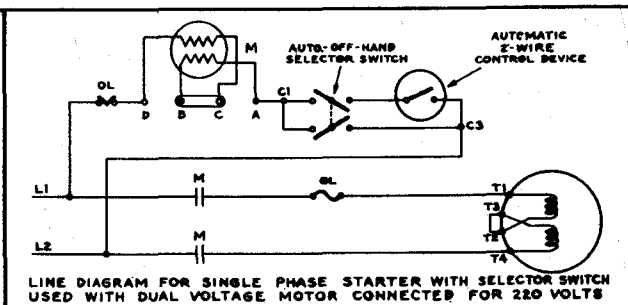 M
AUTO.-OFF-HAND
SELECTOR SWITCH
AUTOMATIC
2-WIRE
CONTROL DEVICE
OL
D
B
C
A
C1
C3
L1
M
OL
T1
T3
T2
T4
L2
M
LINE DIAGRAM FOR SINGLE PHASE STARTER WITH SELECTOR SWITCH
USED WITH DUAL VOLTAGE MOTOR CONNECTED FOR 220 VOLTS